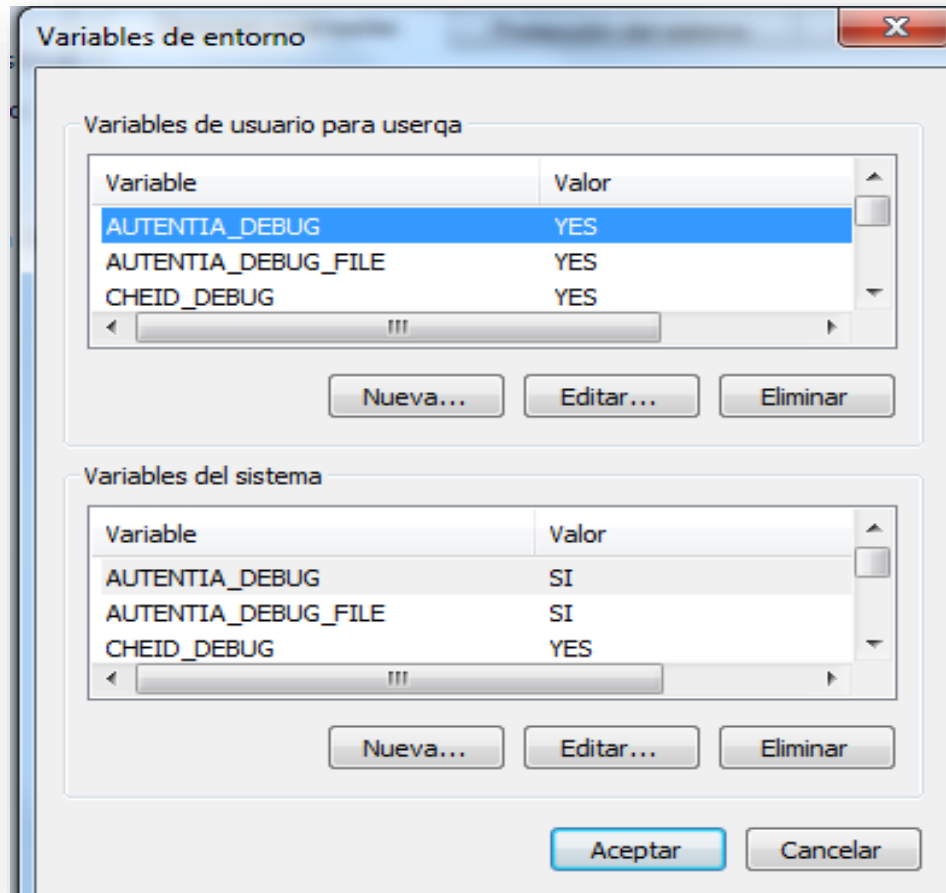 Variables de entorno
Variables de usuario para userqa
Variable Valor
AUTENTIA_DEBUG YES
AUTENTIA_DEBUG_FILE YES
CHEID_DEBUG YES
Nueva... Editar... Eliminar
Variables del sistema
Variable Valor
AUTENTIA_DEBUG SI
AUTENTIA_DEBUG_FILE SI
CHEID_DEBUG YES
Nueva... Editar... Eliminar
Aceptar Cancelar